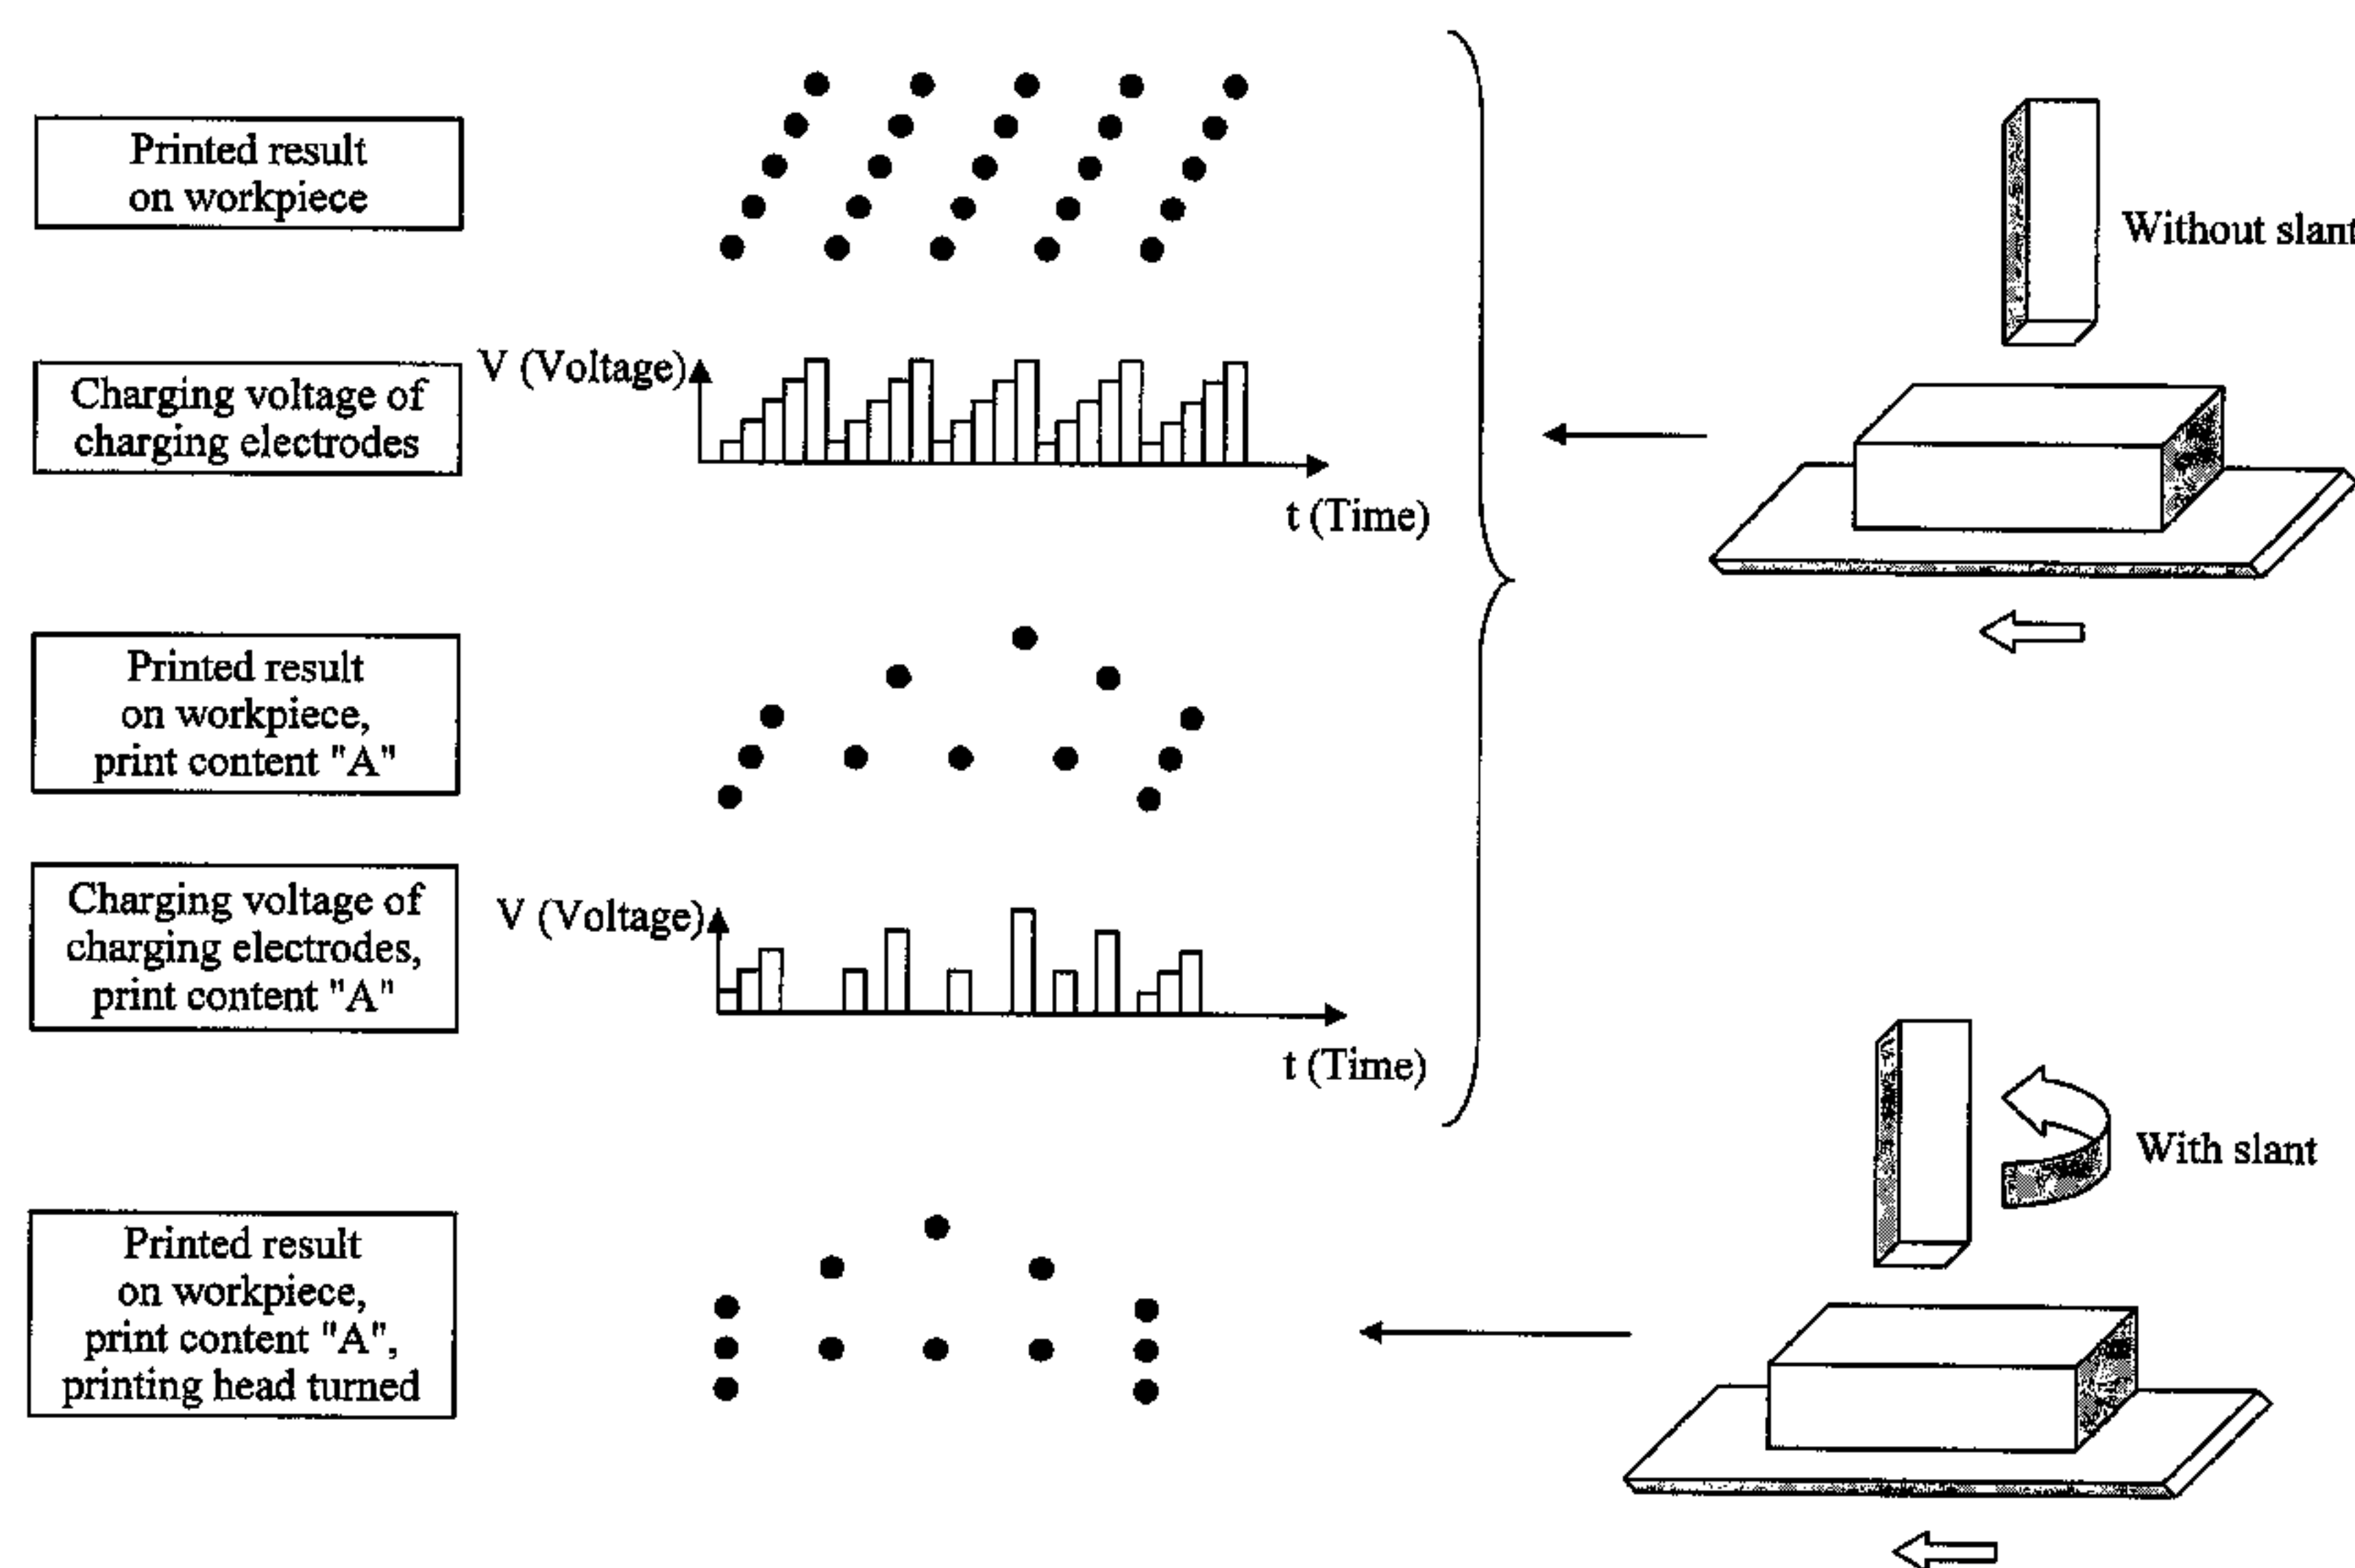 Printed result
on workpiece
Without slant
V (Voltage)
Charging voltage of
charging electrodes
t (Time)
Printed result
on workpiece,
print content "A"
Charging voltage of
charging electrodes,
print content "A"
V (Voltage)
t (Time)
With slant
Printed result
on workpiece,
print content "A",
printing head turned